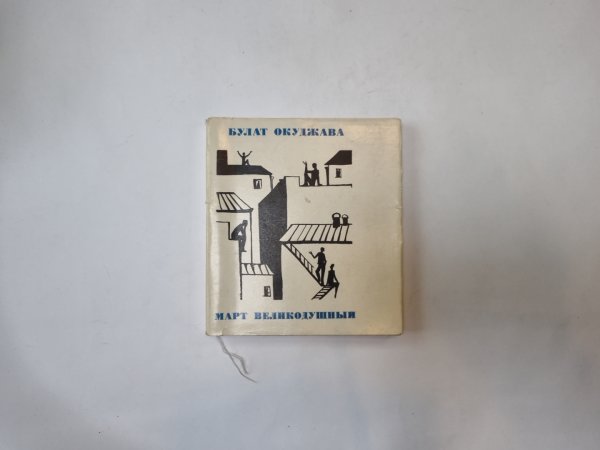 БУЛАТ ОКУДЖАВА
МАРТ ВЕЛИКОДУШНЫЙ